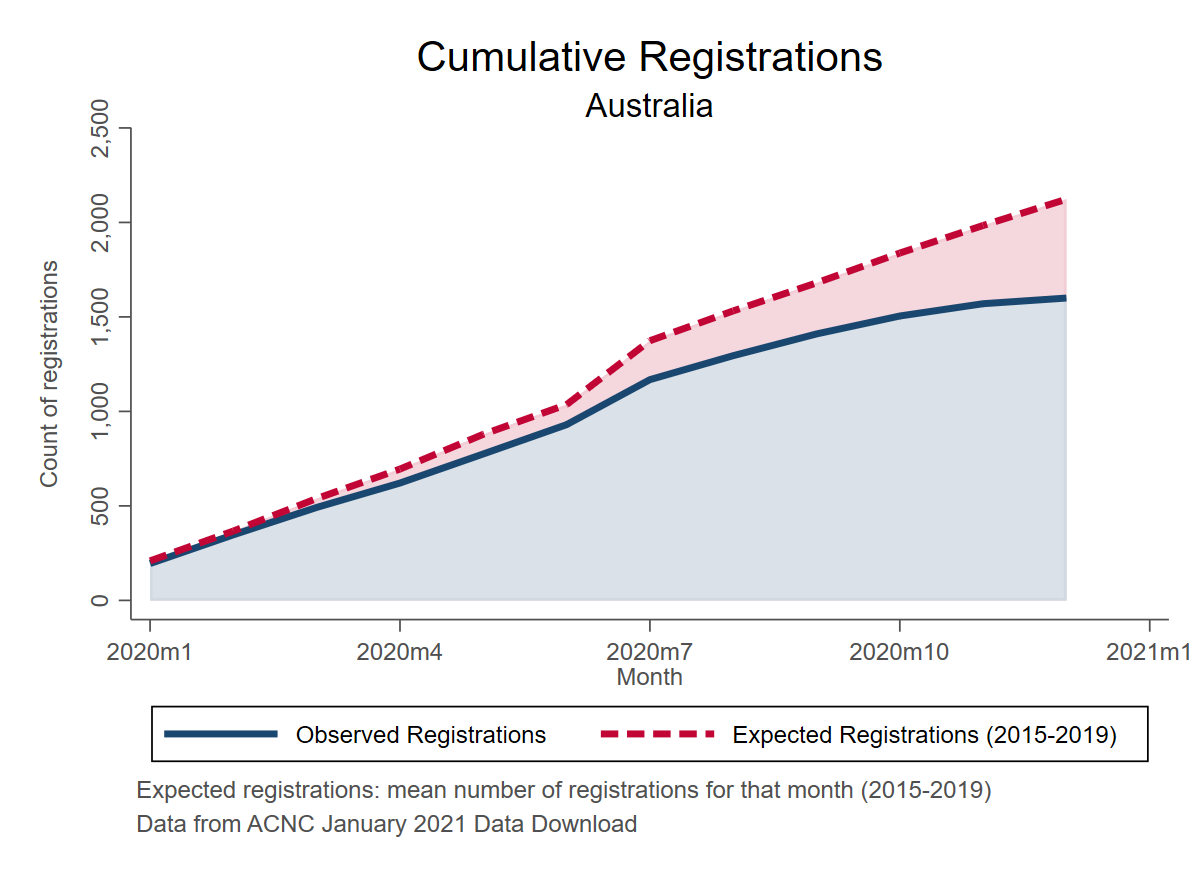 Cumulative Registrations
Australia
Count of registrations
2,500
2,000
1,500
1,000
500
0
2020m1 2020m4 2020m7 2020m10 2021m1
Month
Observed Registrations Expected Registrations (2015-2019)
Expected registrations: mean number of registrations for that month (2015-2019)
Data from ACNC January 2021 Data Download